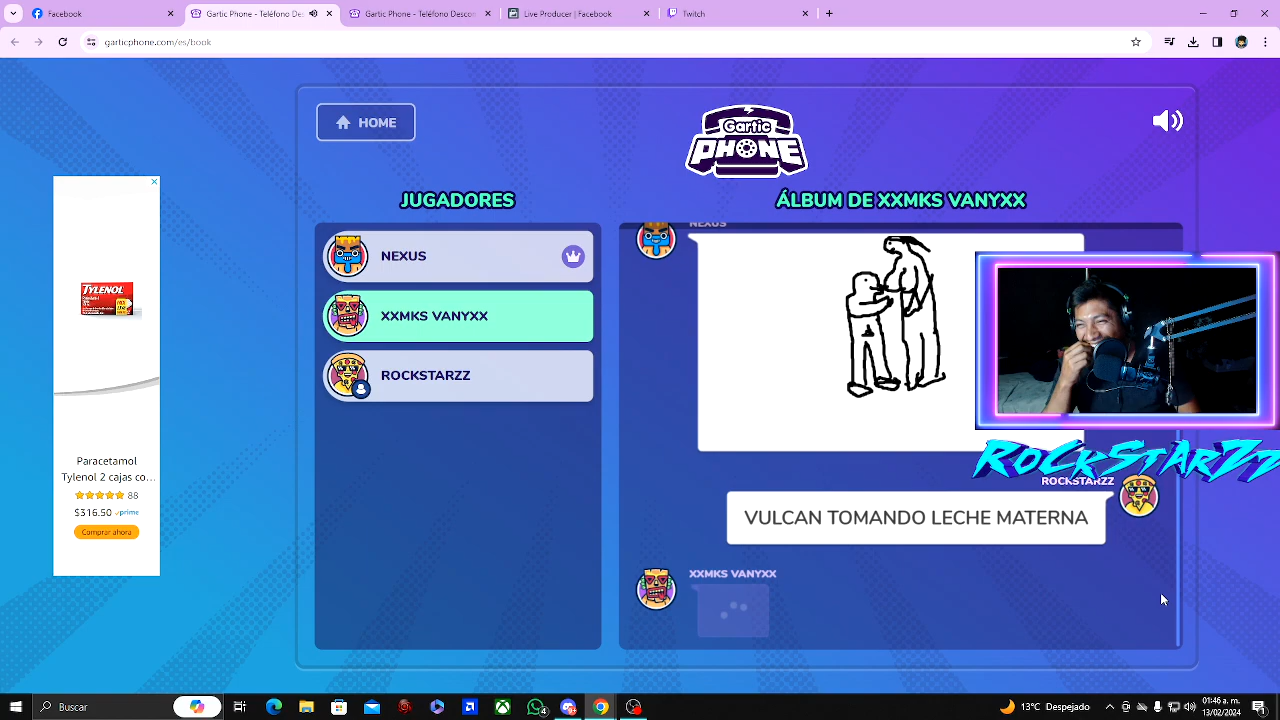 Facebook
Gartic Phone - Teléfono De
Gartic Phone - Teléfono Descom
Live Producer | Facebook
Twitch
garticphone.com/es/book
HOME
Gartic
PHONE
JUGADORES
ÁLBUM DE XXMKS VANYXX
NEXUS
XXMKS VANYXX
ROCKSTARZZ
NEXUS
ROCKSTARZZ
ROCKSTARZZ
VULCAN TOMANDO LECHE MATERNA
XXMKS VANYXX
TYLENOL
Paracetamol
Tylenol 2 cajas co...
88
$316.50 prime
Comprar ahora
Buscar
4
13°C Despejado
01:46 a. m.
13/02/2024